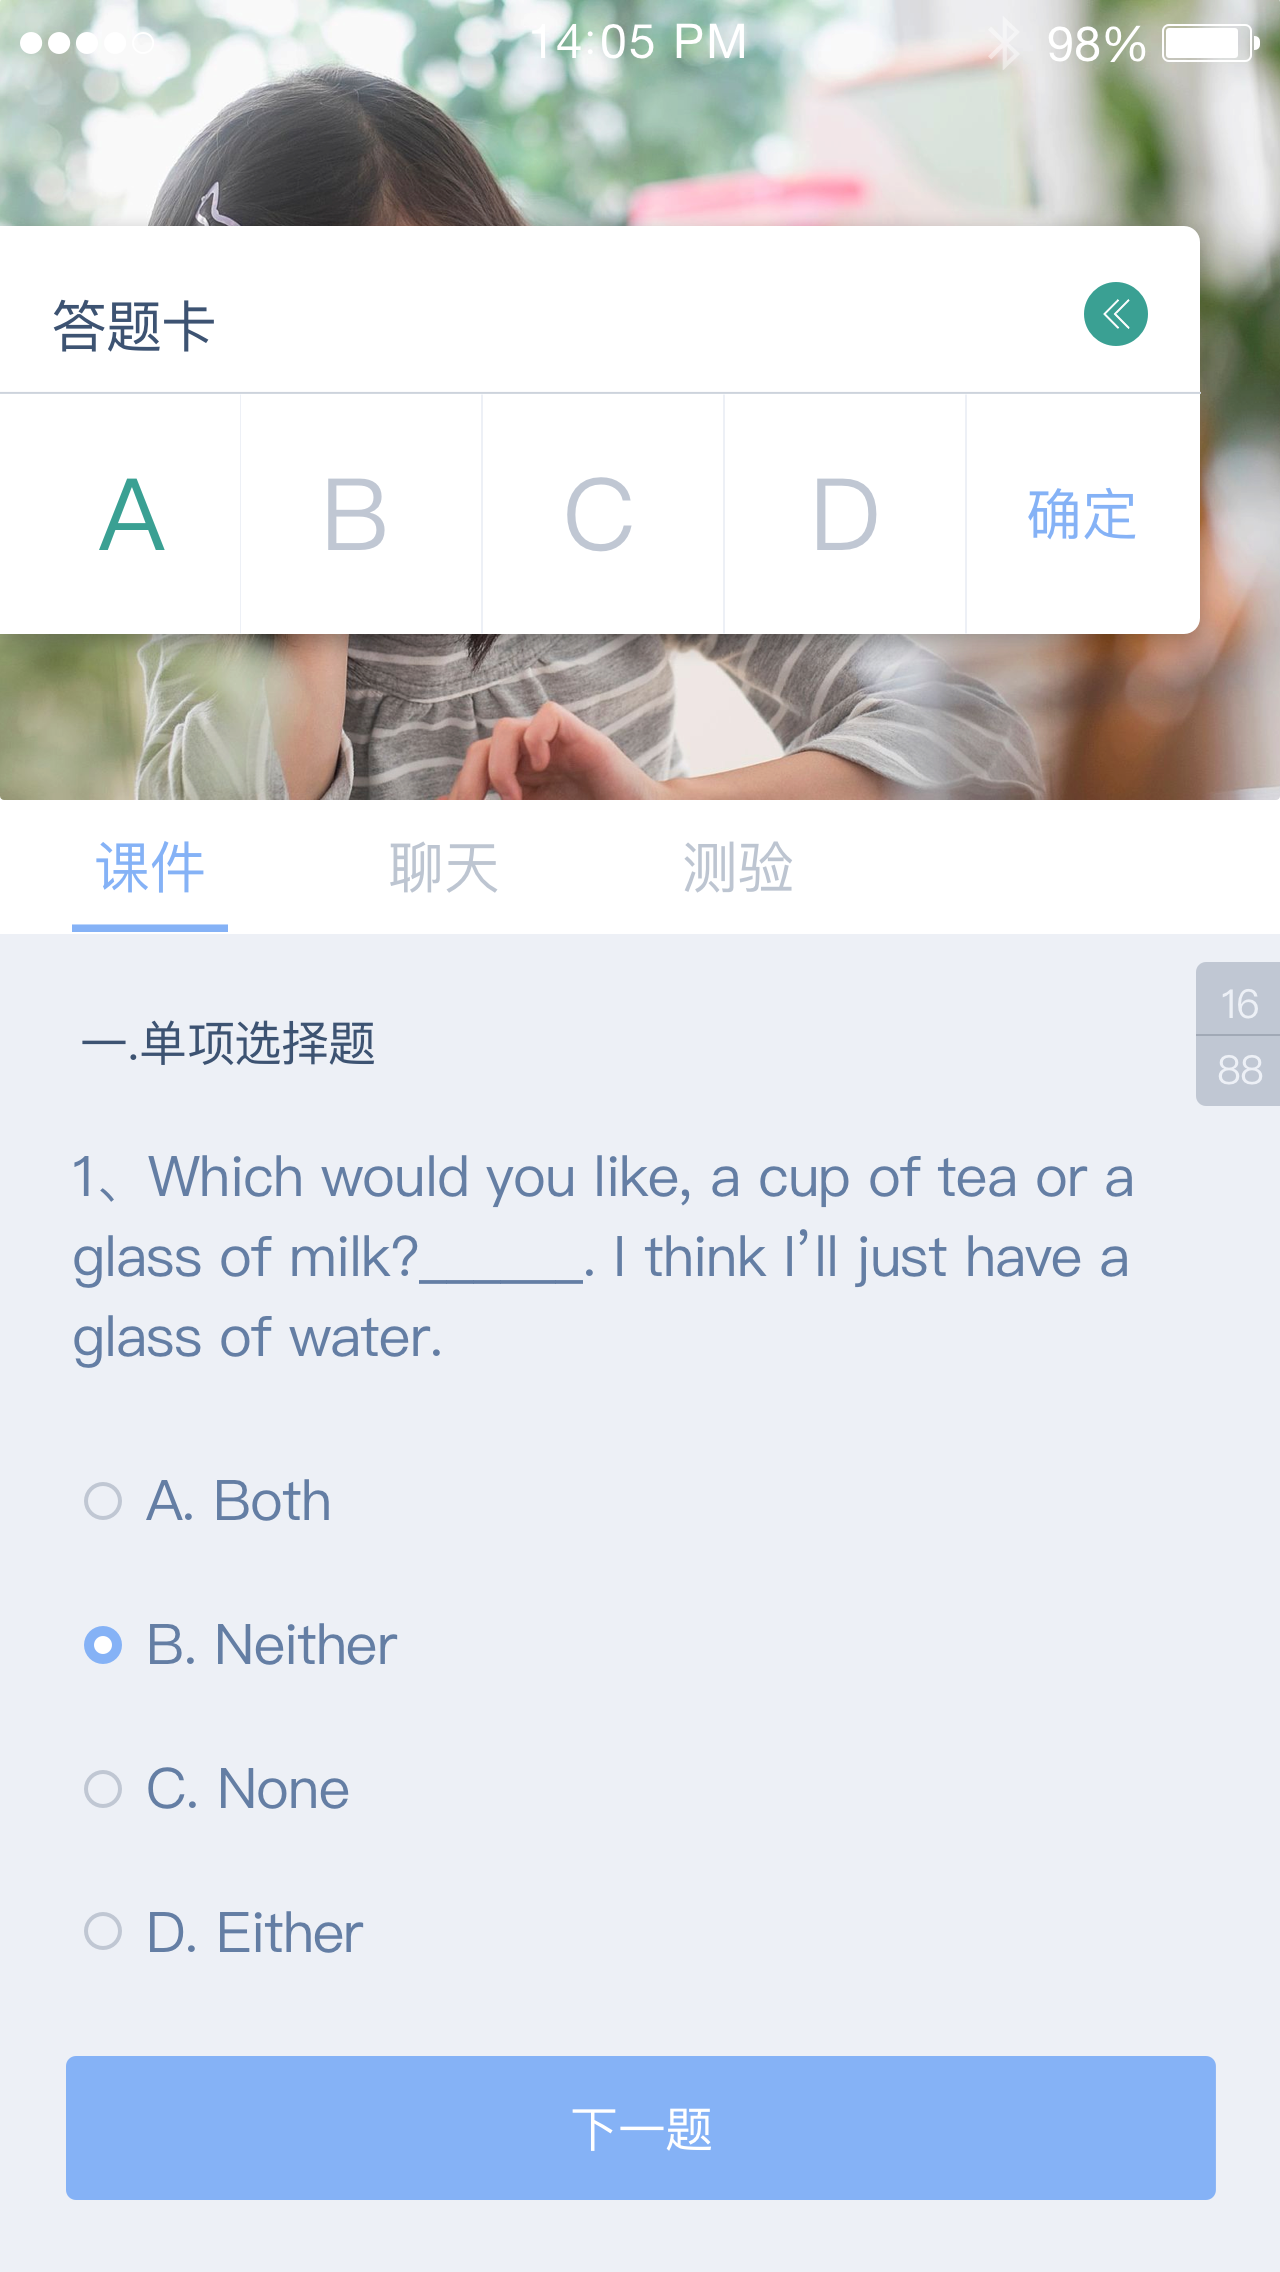 14:05 PM 98%
答题卡
A B C D 确定
课件 聊天 测验
16
一.单项选择题
88
1、Which would you like, a cup of tea or a
glass of milk?______. I think I'll just have a
glass of water.
A. Both
B. Neither
C. None
D. Either
下一题